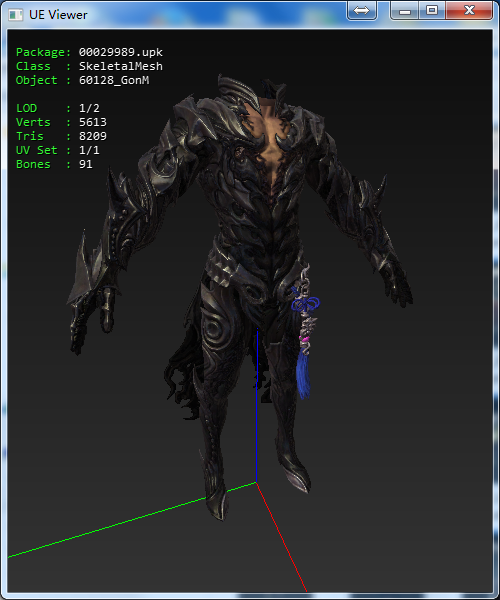 UE Viewer
Package: 00029989.upk
Class  : SkeletalMesh
Object : 60128_GonM
LOD    : 1/2
Verts  : 5613
Tris   : 8209
UV Set : 1/1
Bones  : 91